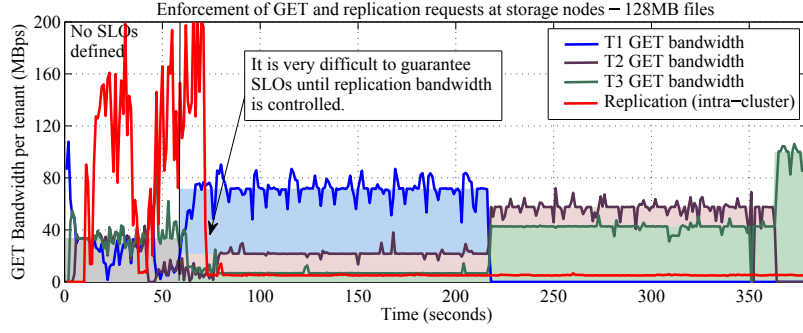 Enforcement of GET and replication requests at storage nodes − 128MB files
GET Bandwidth per tenant (MBps)
200
160
120
80
40
0
No SLOs
defined
It is very difficult to guarantee
SLOs until replication bandwidth
is controlled.
T1 GET bandwidth
T2 GET bandwidth
T3 GET bandwidth
Replication (intra−cluster)
0 50 100 150 200 250 300 350
Time (seconds)